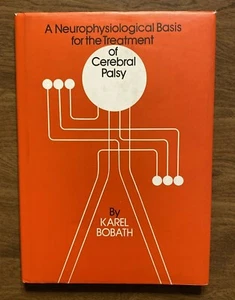 A Neurophysiological Basis
for the Treatment
of
Cerebral
Palsy
By
KAREL
BOBATH